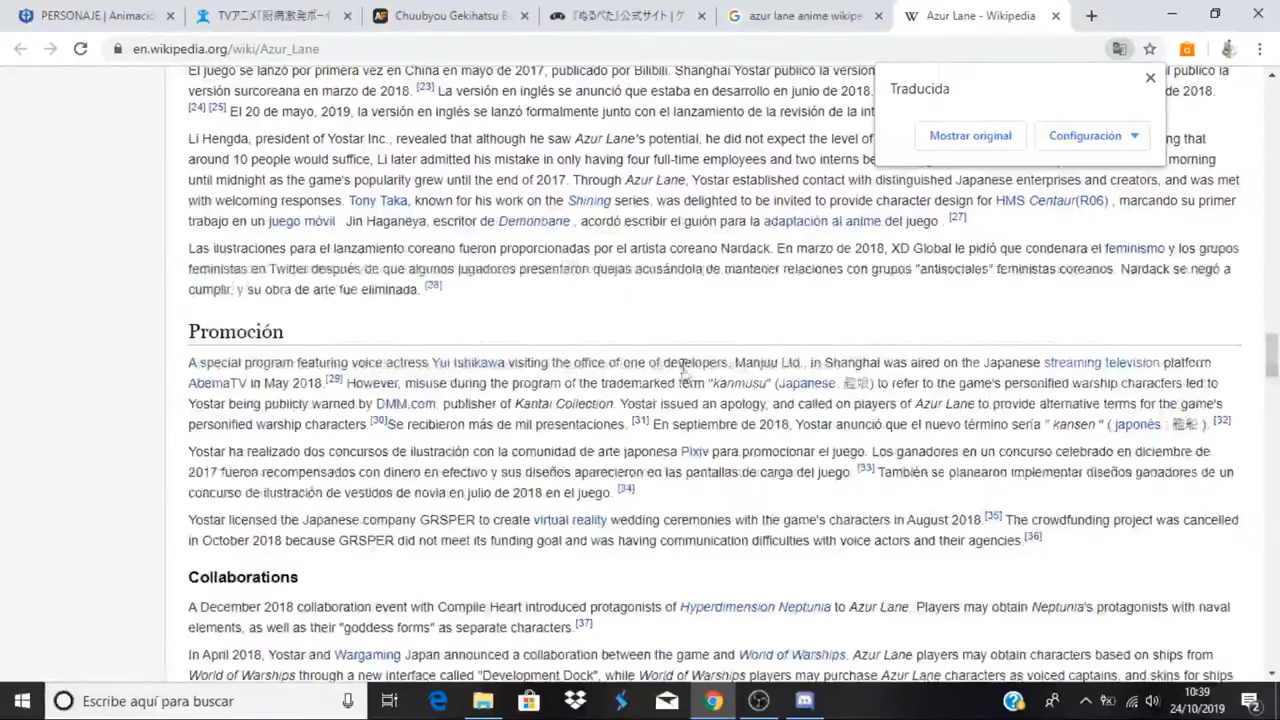 PERSONAJE | Animació
TVアニメ「厨病激発ボーイ
Chuubyou Gekihatsu B
『ぬるぺた』公式サイト | ゲ
azur lane anime wikipe
Azur Lane - Wikipedia
en.wikipedia.org/wiki/Azur_Lane
Traducida
Mostrar original
Configuración
El juego se lanzó por primera vez en China en mayo de 2017, publicado por Bilibili. Shanghai Yostar publicó la versión publicó la
versión surcoreana en marzo de 2018. [23] La versión en inglés se anunció que estaba en desarrollo en junio de 2018. de 2018.
[24] [25] El 20 de mayo, 2019, la versión en inglés se lanzó formalmente junto con el lanzamiento de la revisión de la int
Li Hengda, president of Yostar Inc., revealed that although he saw Azur Lane's potential, he did not expect the level of ing that
around 10 people would suffice, Li later admitted his mistake in only having four full-time employees and two interns be morning
until midnight as the game's popularity grew until the end of 2017. Through Azur Lane, Yostar established contact with distinguished Japanese enterprises and creators, and was met
with welcoming responses. Tony Taka, known for his work on the Shining series, was delighted to be invited to provide character design for HMS Centaur(R06) , marcando su primer
trabajo en un juego móvil Jin Haganeya, escritor de Demonbane , acordó escribir el guión para la adaptación al anime del juego . [27]
Las ilustraciones para el lanzamiento coreano fueron proporcionadas por el artista coreano Nardack. En marzo de 2018, XD Global le pidió que condenara el feminismo y los grupos
feministas en Twitter después de que algunos jugadores presentaron quejas acusándola de mantener relaciones con grupos "antisociales" feministas coreanos. Nardack se negó a
cumplir, y su obra de arte fue eliminada. [28]
Promoción
A special program featuring voice actress Yui Ishikawa visiting the office of one of developers, Manjuu Ltd., in Shanghai was aired on the Japanese streaming television platform
AbemaTV in May 2018.[29] However, misuse during the program of the trademarked term "kanmusu" (Japanese: 艦娘) to refer to the game's personified warship characters led to
Yostar being publicly warned by DMM.com, publisher of Kantai Collection. Yostar issued an apology, and called on players of Azur Lane to provide alternative terms for the game's
personified warship characters.[30]Se recibieron más de mil presentaciones. [31] En septiembre de 2018, Yostar anunció que el nuevo término sería " kansen " ( japonés : 艦船 ). [32]
Yostar ha realizado dos concursos de ilustración con la comunidad de arte japonesa Pixiv para promocionar el juego. Los ganadores en un concurso celebrado en diciembre de
2017 fueron recompensados con dinero en efectivo y sus diseños aparecieron en las pantallas de carga del juego. [33] También se planearon implementar diseños ganadores de un
concurso de ilustración de vestidos de novia en julio de 2018 en el juego. [34]
Yostar licensed the Japanese company GRSPER to create virtual reality wedding ceremonies with the game's characters in August 2018.[35] The crowdfunding project was cancelled
in October 2018 because GRSPER did not meet its funding goal and was having communication difficulties with voice actors and their agencies.[36]
Collaborations
A December 2018 collaboration event with Compile Heart introduced protagonists of Hyperdimension Neptunia to Azur Lane. Players may obtain Neptunia's protagonists with naval
elements, as well as their "goddess forms" as separate characters.[37]
In April 2018, Yostar and Wargaming Japan announced a collaboration between the game and World of Warships. Azur Lane players may obtain characters based on ships from
World of Warships through a new interface called "Development Dock", while World of Warships players may purchase Azur Lane characters as voiced captains, and skins for ships
Escribe aquí para buscar
10:39
24/10/2019
2